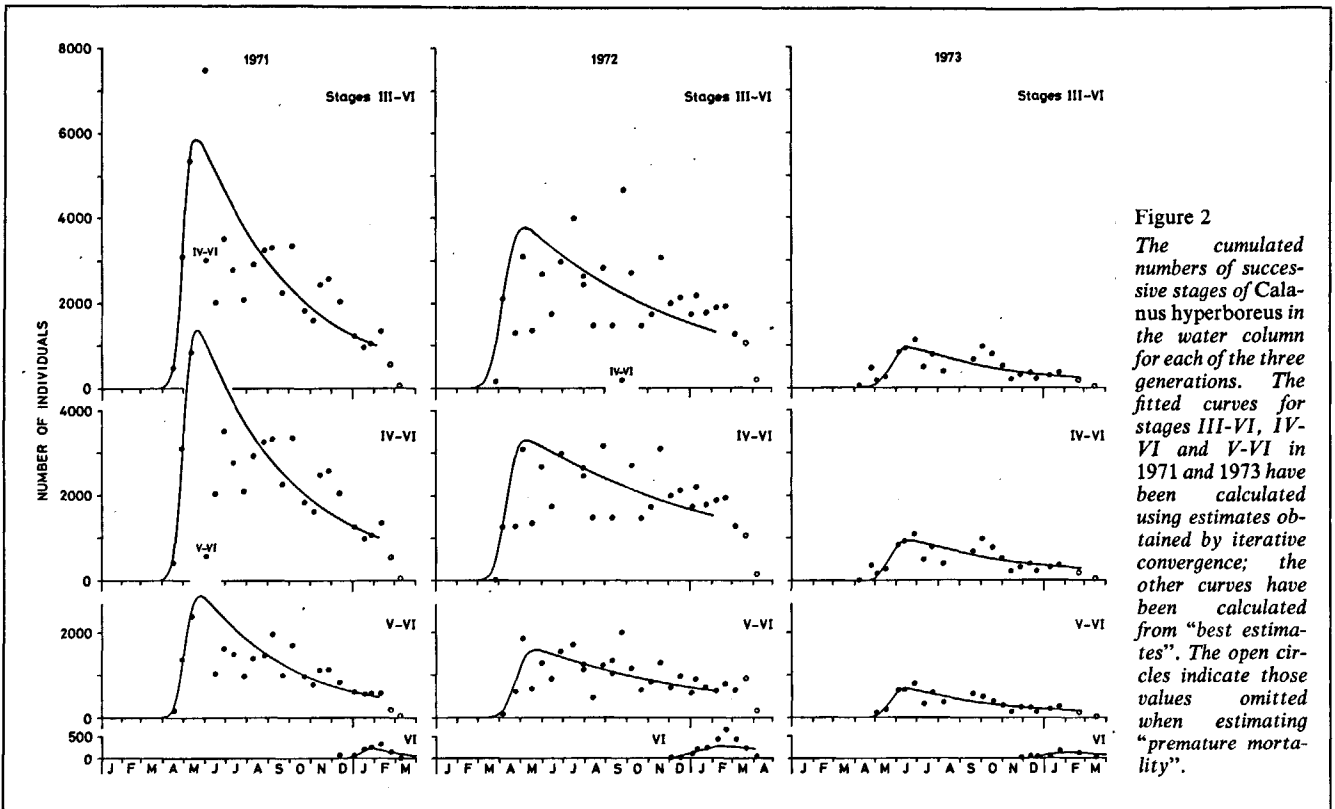 1971
1972
1973
Stages III-VI
Stages III-VI
Stages III-VI
8000
6000
4000
2000
0
IV-VI
IV-VI
NUMBER OF INDIVIDUALS
IV-VI
IV-VI
IV-VI
4000
2000
0
V-VI
V-VI
V-VI
V-VI
2000
0
VI
VI
VI
500
0
J F M A M J J A S O N D J F M
J F M A M J J A S O N D J F M A
J F M A M J J A S O N D J F M
Figure 2
The cumulated
numbers of succes-
sive stages of Cala-
nus hyperboreus in
the water column
for each of the three
generations. The
fitted curves for
stages III-VI, IV-
VI and V-VI in
1971 and 1973 have
been calculated
using estimates ob-
tained by iterative
convergence; the
other curves have
been calculated
from "best estima-
tes". The open cir-
cles indicate those
values omitted
when estimating
"premature morta-
lity".